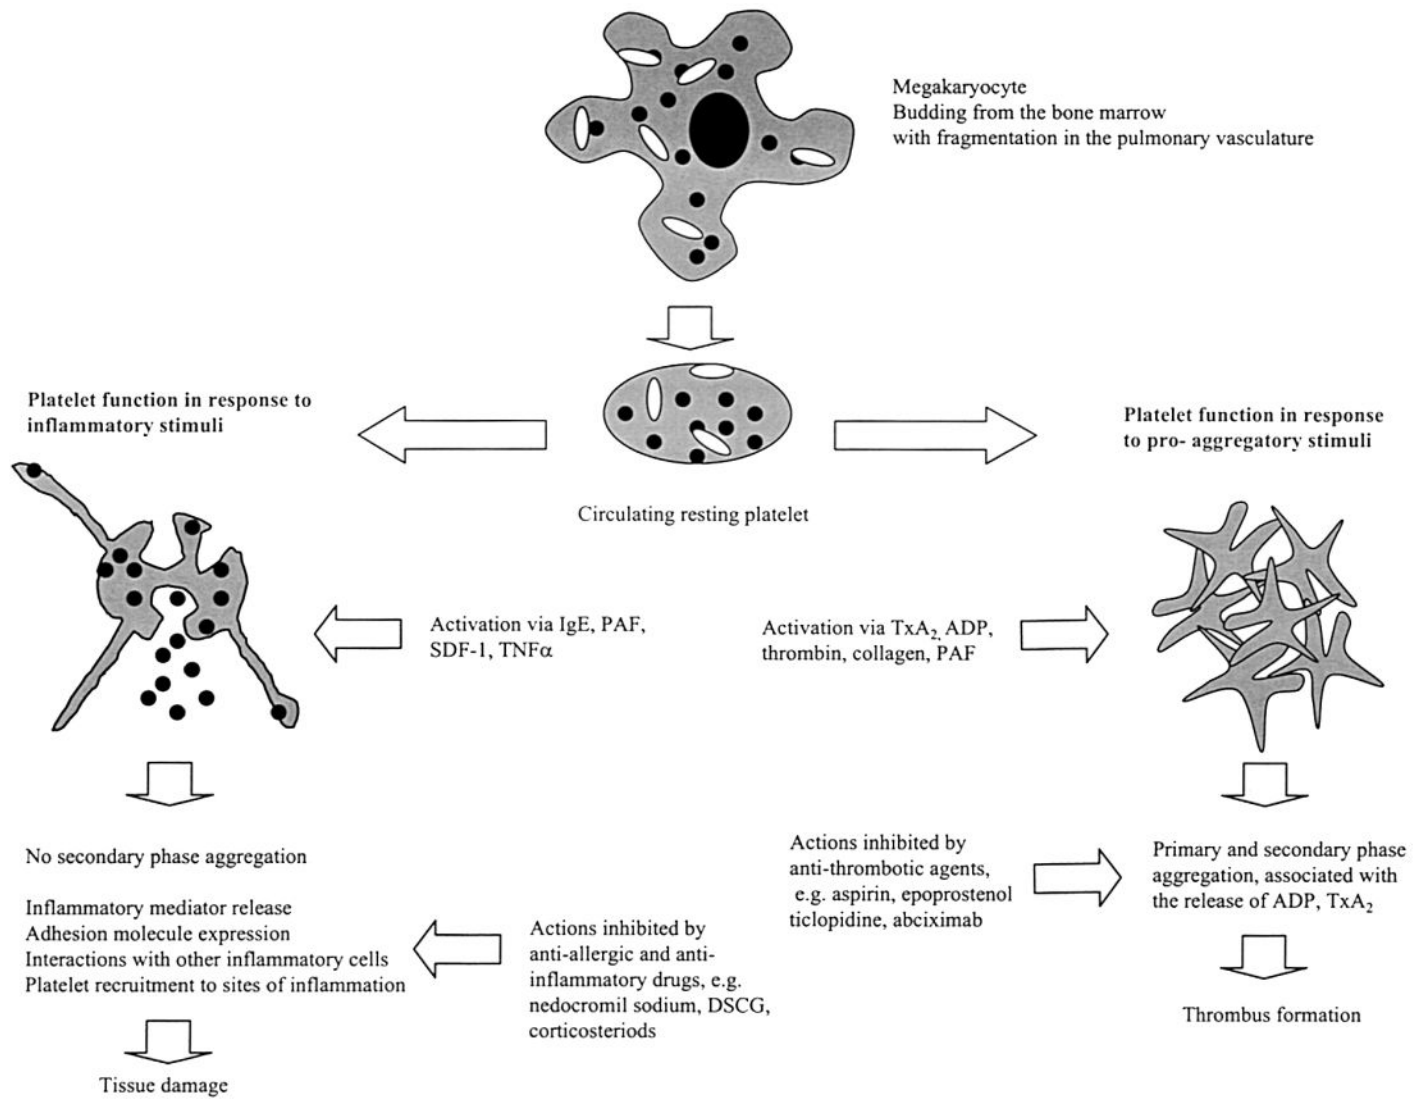 Megakaryocyte
Budding from the bone marrow
with fragmentation in the pulmonary vasculature
Platelet function in response to
inflammatory stimuli
Platelet function in response
to pro- aggregatory stimuli
Circulating resting platelet
Activation via IgE, PAF,
SDF-1, TNFα
Activation via TxA₂, ADP,
thrombin, collagen, PAF
No secondary phase aggregation
Inflammatory mediator release
Adhesion molecule expression
Interactions with other inflammatory cells
Platelet recruitment to sites of inflammation
Actions inhibited by
anti-allergic and anti-
inflammatory drugs, e.g.
nedocromil sodium, DSCG,
corticosteriods
Actions inhibited by
anti-thrombotic agents,
e.g. aspirin, epoprostenol
ticlopidine, abciximab
Primary and secondary phase
aggregation, associated with
the release of ADP, TxA₂
Thrombus formation
Tissue damage